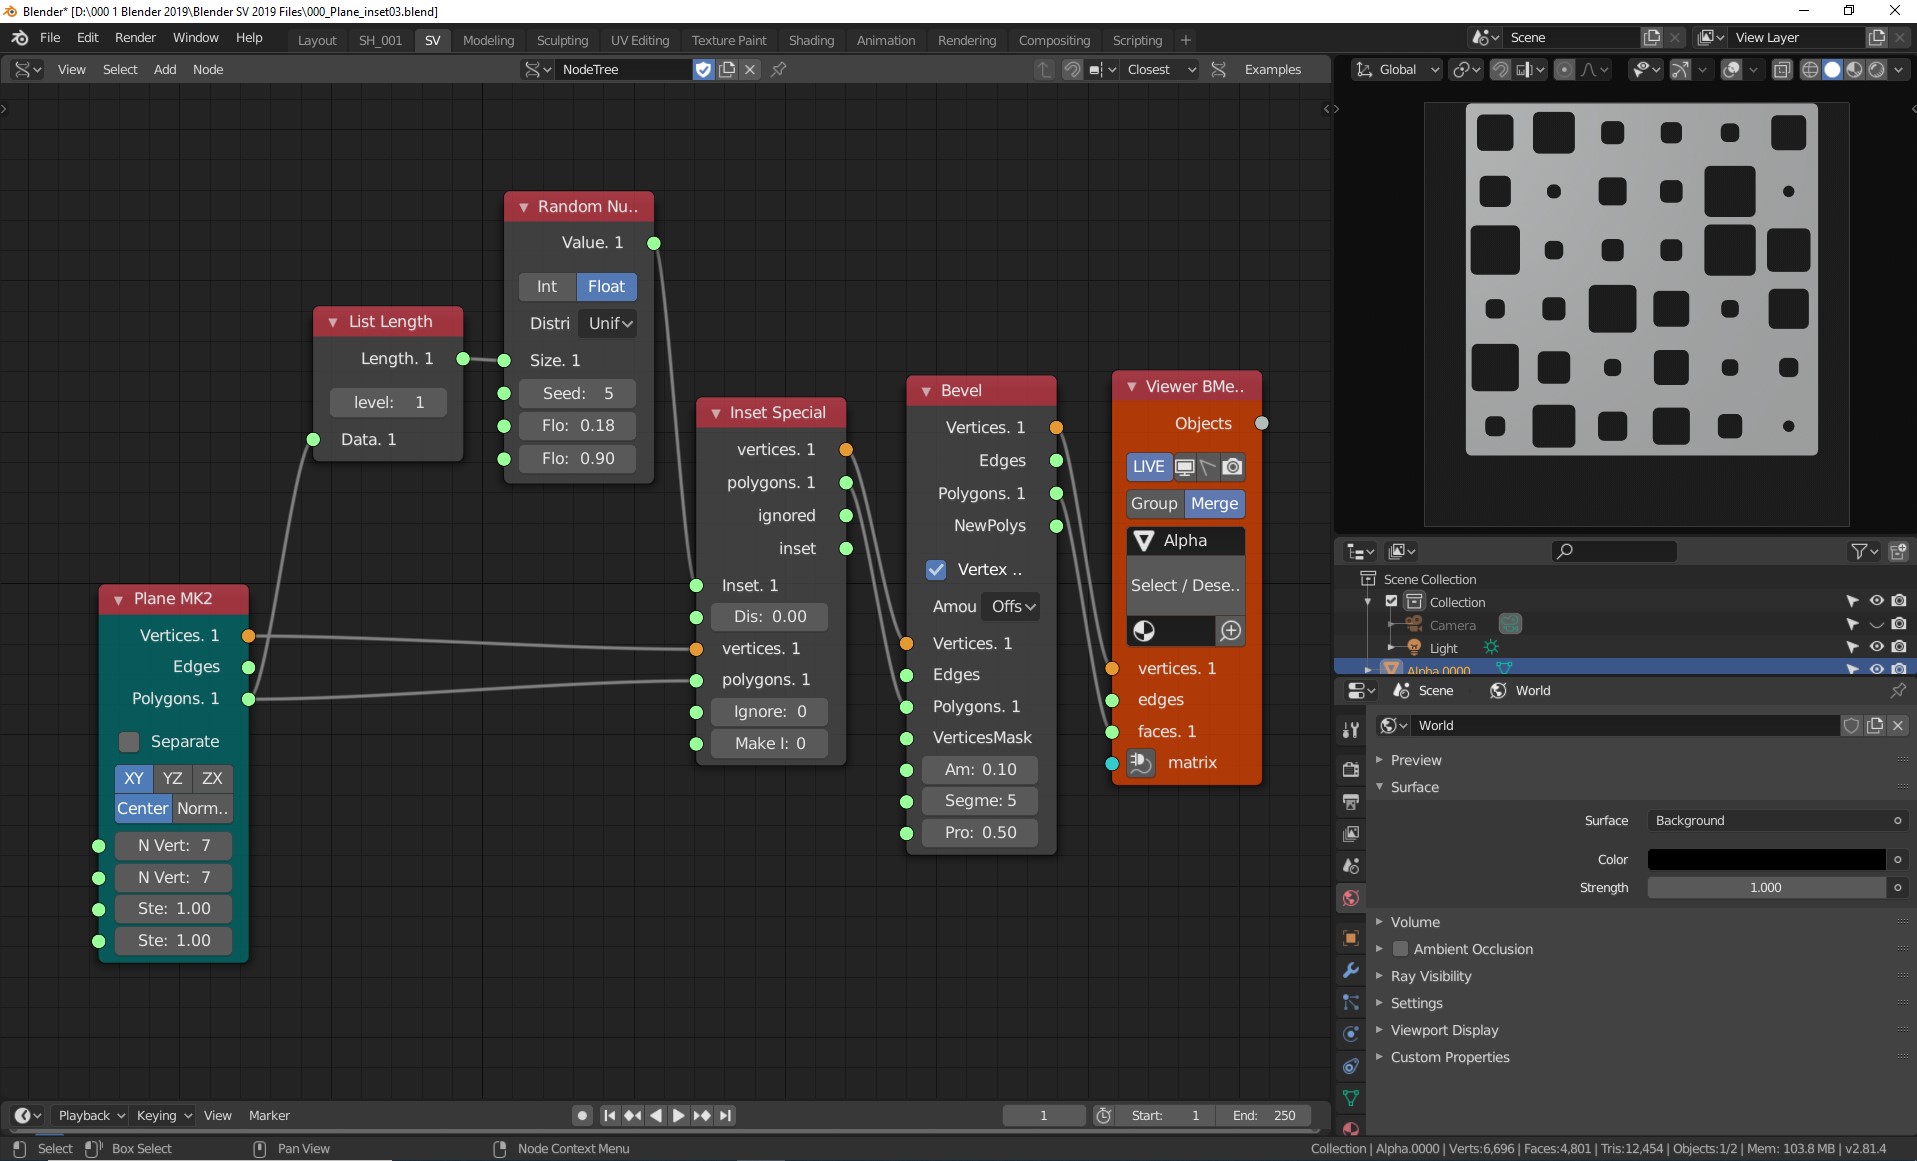 Blender* [D:\000 1 Blender 2019\Blender SV 2019 Files\000_Plane_inset03.blend]
File Edit Render Window Help Layout SH_001 SV Modeling Sculpting UV Editing Texture Paint Shading Animation Rendering Compositing Scripting + Scene View Layer
View Select Add Node NodeTree Closest Examples Global
Random Nu..
Value. 1
Int Float
Distri Unif
Size. 1
Seed: 5
Flo: 0.18
Flo: 0.90
List Length
Length. 1
level: 1
Data. 1
Inset Special
vertices. 1
polygons. 1
ignored
inset
Inset. 1
Dis: 0.00
vertices. 1
polygons. 1
Ignore: 0
Make I: 0
Bevel
Vertices. 1
Edges
Polygons. 1
NewPolys
Vertex ..
Amou Offs
Vertices. 1
Edges
Polygons. 1
VerticesMask
Am: 0.10
Segme: 5
Pro: 0.50
Viewer BMe..
Objects
LIVE
Group Merge
Alpha
Select / Dese..
vertices. 1
edges
faces. 1
matrix
Plane MK2
Vertices. 1
Edges
Polygons. 1
Separate
XY YZ ZX
Center Norm..
N Vert: 7
N Vert: 7
Ste: 1.00
Ste: 1.00
Scene Collection
Collection
Camera
Light
Alpha.0000
Scene World
World
Preview
Surface
Surface Background
Color
Strength 1.000
Volume
Ambient Occlusion
Ray Visibility
Settings
Viewport Display
Custom Properties
Playback Keying View Marker 1 Start: 1 End: 250
Select Box Select Pan View Node Context Menu Collection | Alpha.0000 | Verts:6,696 | Faces:4,801 | Tris:12,454 | Objects:1/2 | Mem: 103.8 MB | v2.81.4